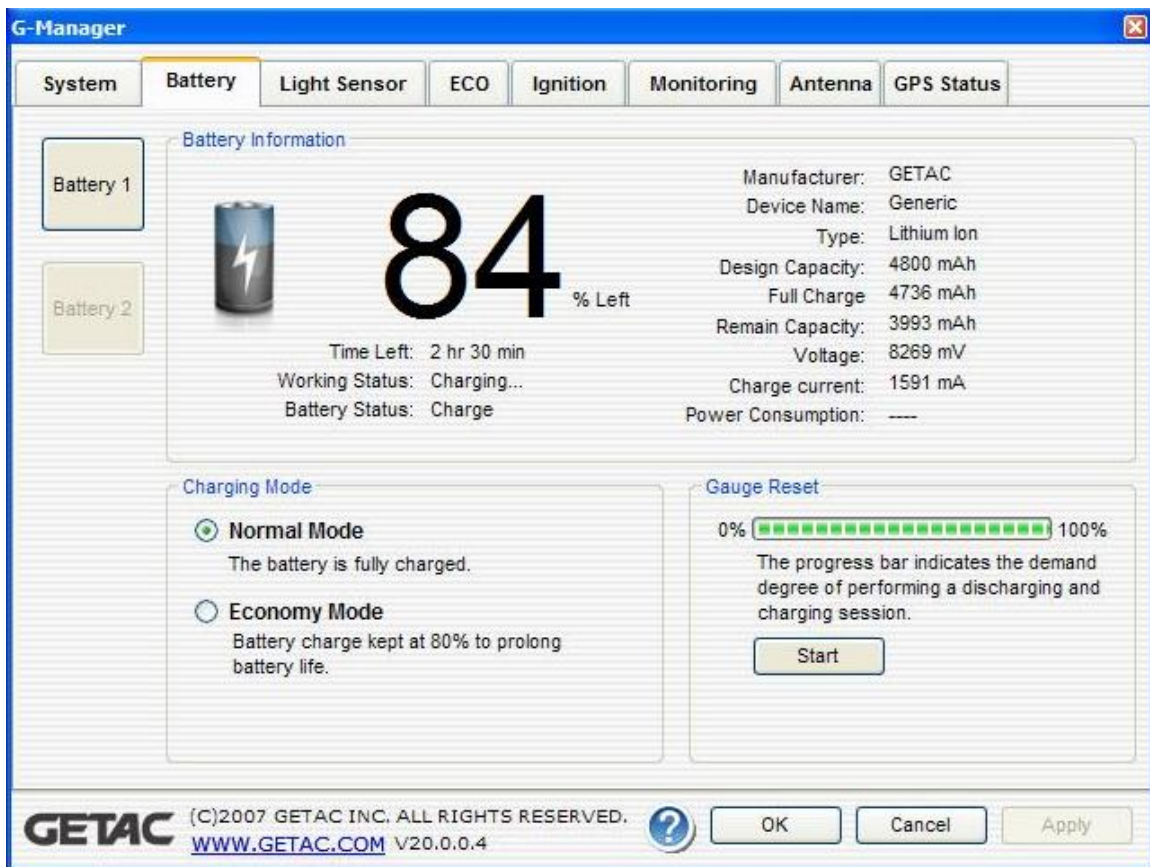 G-Manager
System Battery Light Sensor ECO Ignition Monitoring Antenna GPS Status
Battery 1
Battery 2
Battery Information
84 % Left
Time Left: 2 hr 30 min
Working Status: Charging...
Battery Status: Charge
Manufacturer: GETAC
Device Name: Generic
Type: Lithium Ion
Design Capacity: 4800 mAh
Full Charge 4736 mAh
Remain Capacity: 3993 mAh
Voltage: 8269 mV
Charge current: 1591 mA
Power Consumption: ----
Charging Mode
Normal Mode
The battery is fully charged.
Economy Mode
Battery charge kept at 80% to prolong
battery life.
Gauge Reset
0% 100%
The progress bar indicates the demand
degree of performing a discharging and
charging session.
Start
GETAC
(C)2007 GETAC INC. ALL RIGHTS RESERVED.
WWW.GETAC.COM V20.0.0.4
? OK Cancel Apply